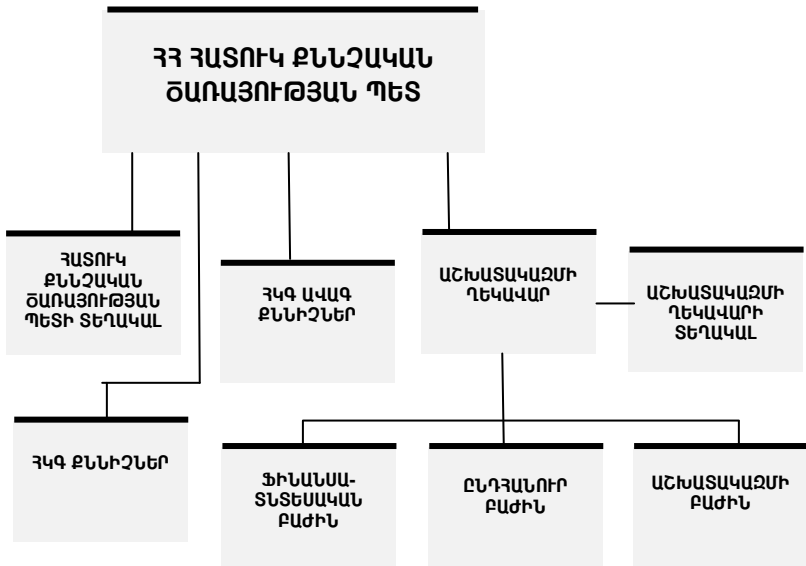 ՀՀ ՀԱՏՈՒԿ ՔՆՆՉԱԿԱՆ
ԾԱՌԱՅՈՒԹՅԱՆ ՊԵՏ
ՀԱՏՈՒԿ
ՔՆՆՉԱԿԱՆ
ԾԱՌԱՅՈՒԹՅԱՆ
ՊԵՏԻ ՏԵՂԱԿԱԼ
ՀԿԳ ԱՎԱԳ
ՔՆՆԻՉՆԵՐ
ԱՇԽԱՏԱԿԱԶՄԻ
ՂԵԿԱՎԱՐ
ԱՇԽԱՏԱԿԱԶՄԻ
ՂԵԿԱՎԱՐԻ
ՏԵՂԱԿԱԼ
ՀԿԳ ՔՆՆԻՉՆԵՐ
ՖԻՆԱՆՍԱ-
ՏՆՏԵՍԱԿԱՆ
ԲԱԺԻՆ
ԸՆԴՀԱՆՈՒՐ
ԲԱԺԻՆ
ԱՇԽԱՏԱԿԱԶՄԻ
ԲԱԺԻՆ